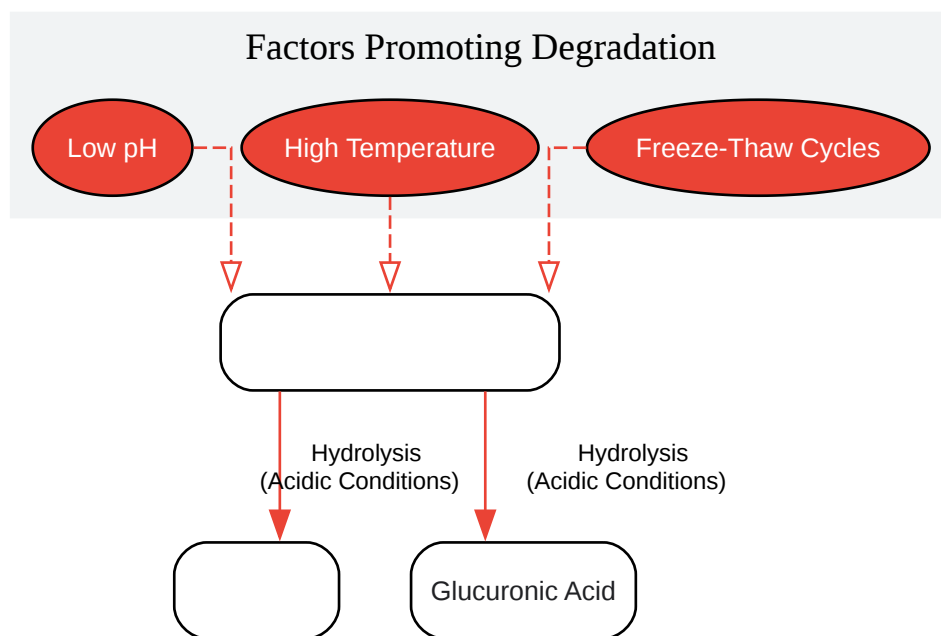 Factors Promoting Degradation
Low pH
High Temperature
Freeze-Thaw Cycles
Hydrolysis
(Acidic Conditions)
Hydrolysis
(Acidic Conditions)
Glucuronic Acid